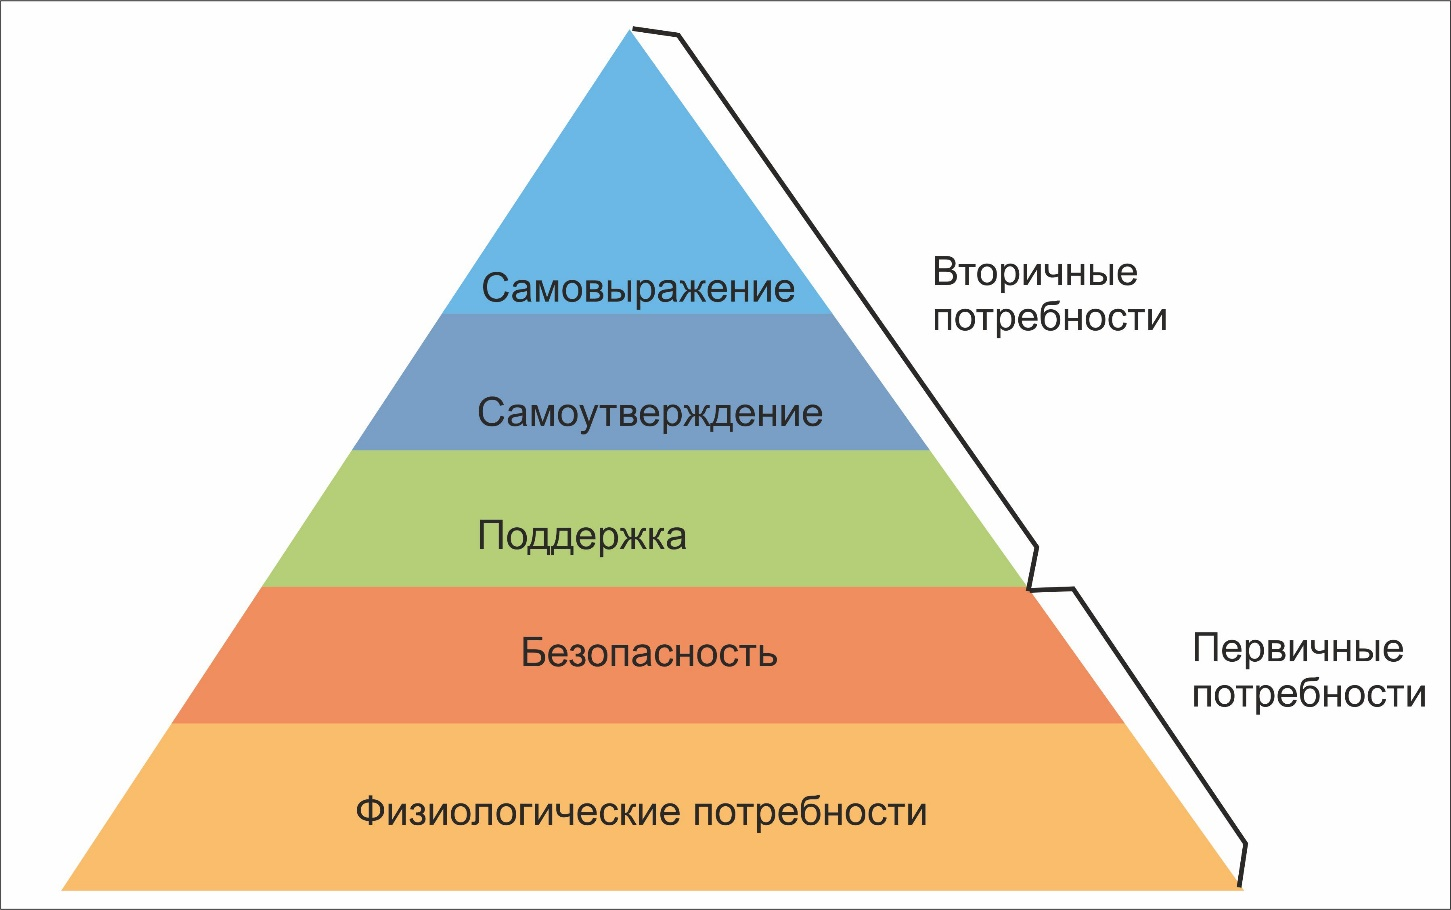 Самовыражение
Вторичные
потребности
Самоутверждение
Поддержка
Безопасность
Первичные
потребности
Физиологические потребности